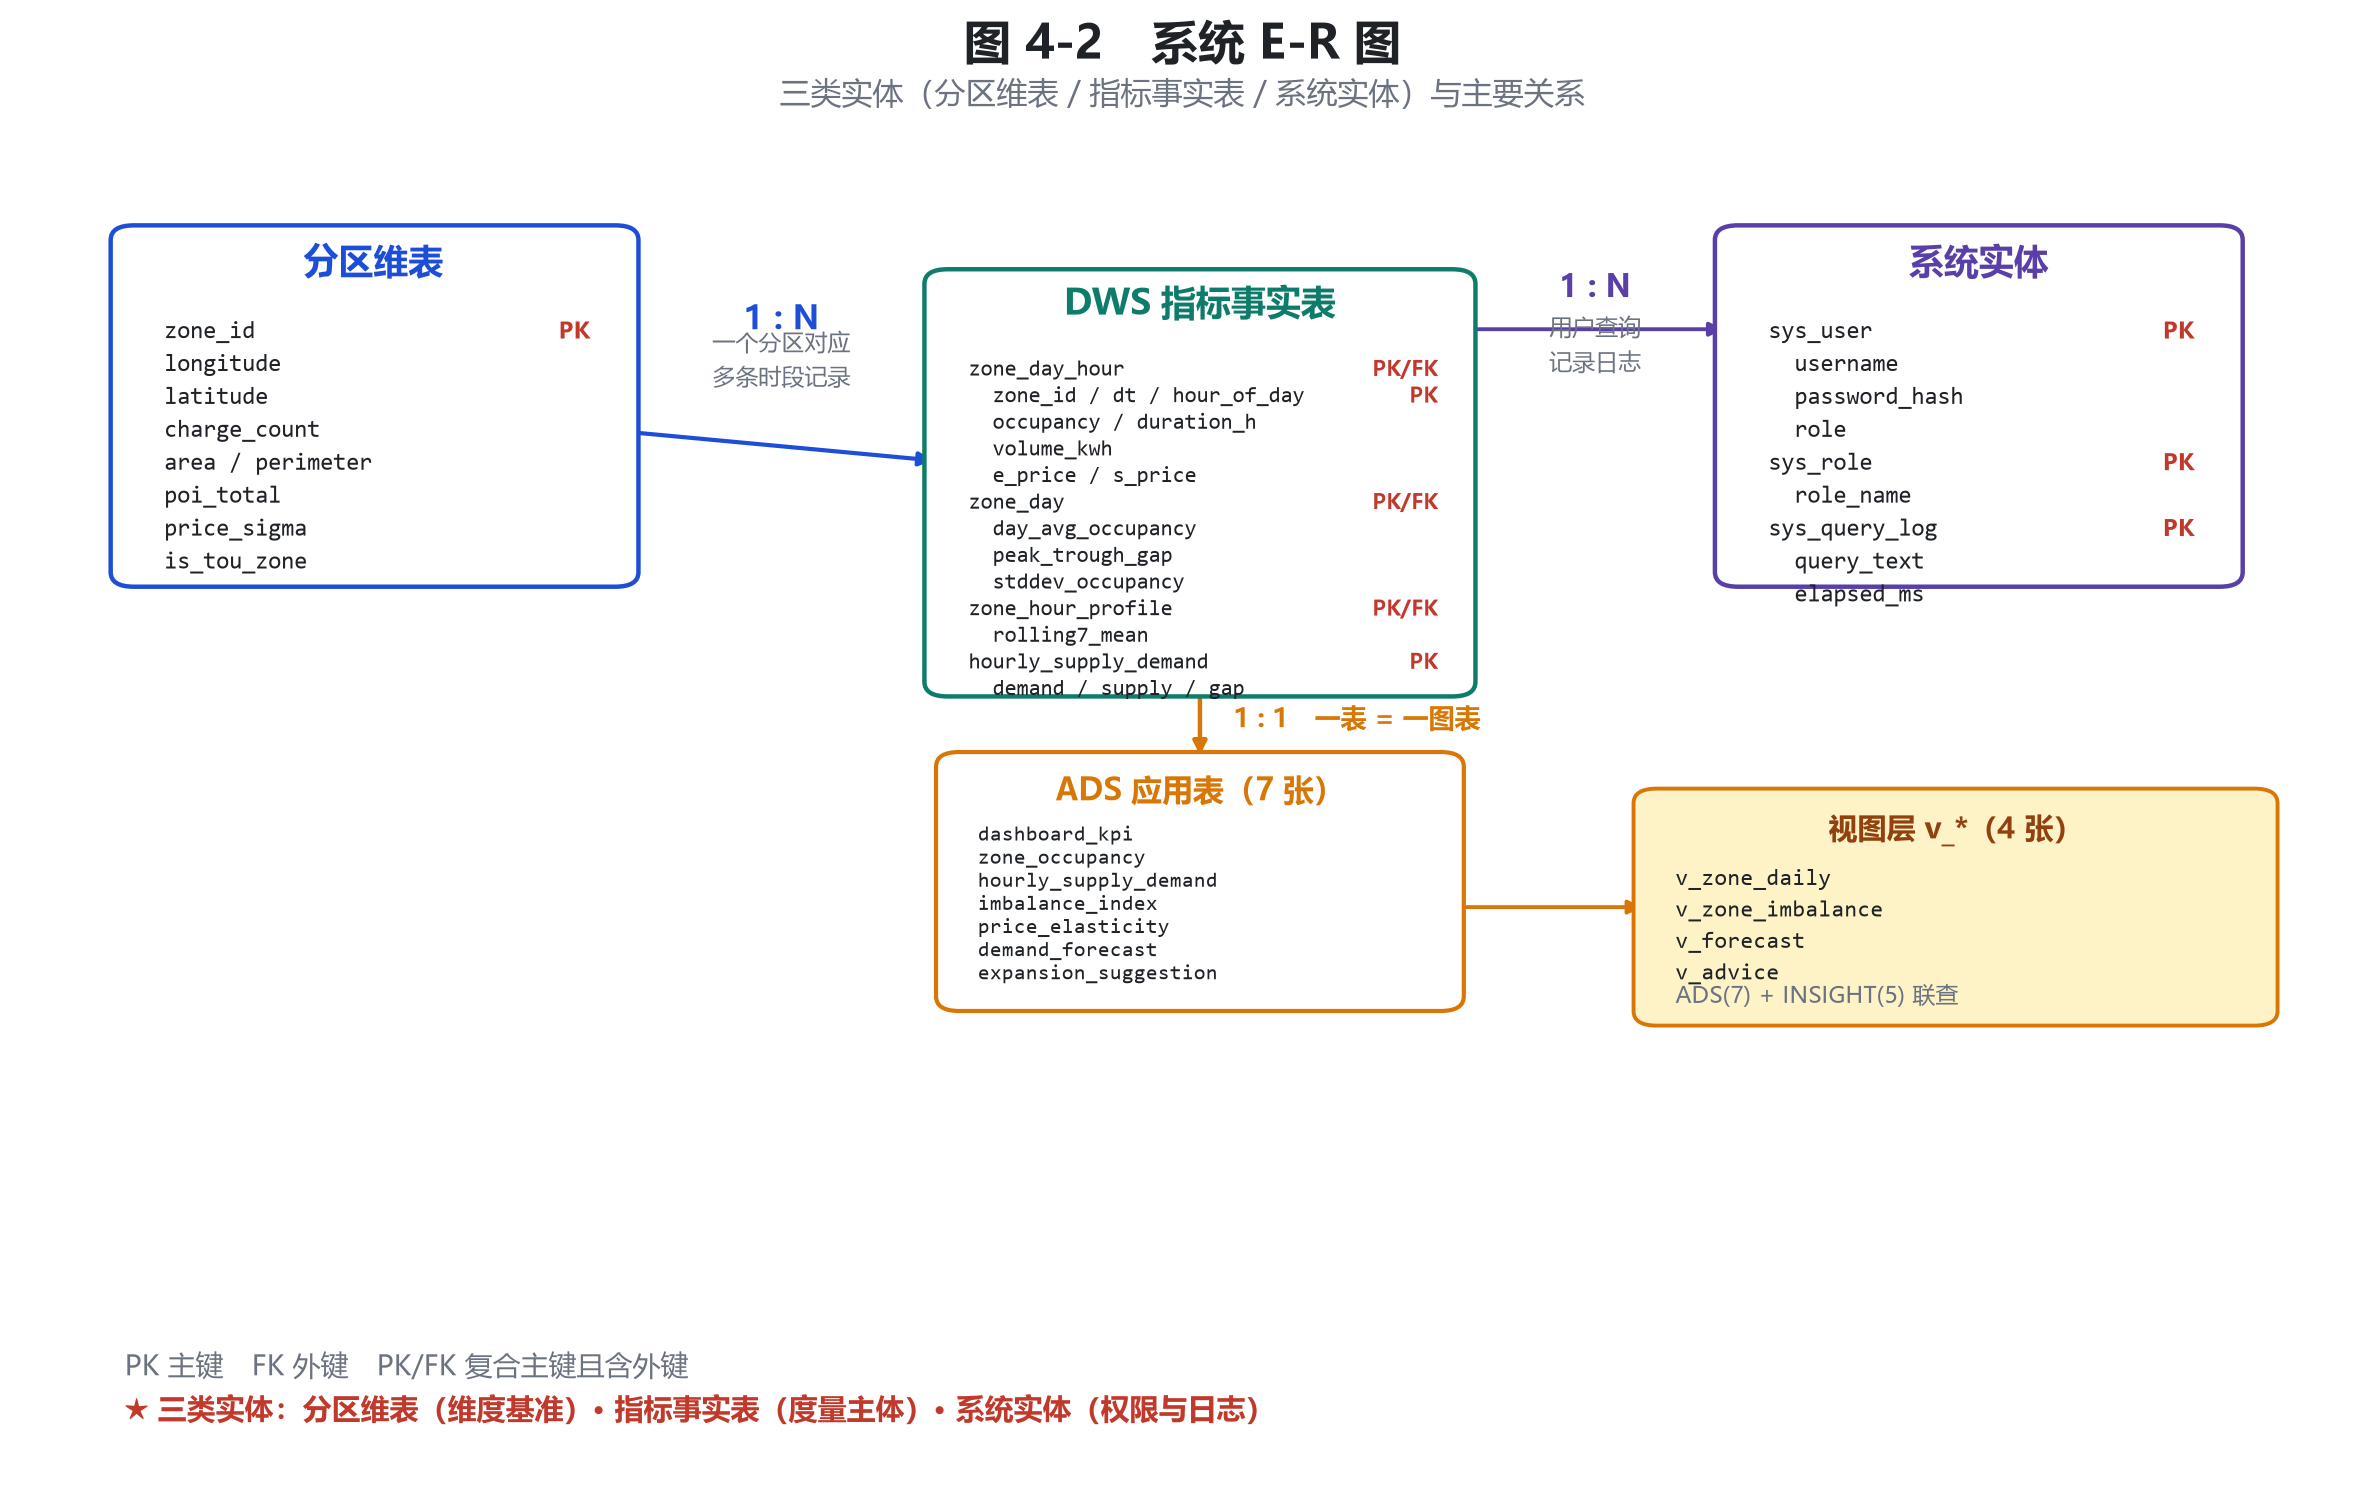 图 4-2　系统 E-R 图
三类实体（分区维表 / 指标事实表 / 系统实体）与主要关系
分区维表
zone_id PK
longitude
latitude
charge_count
area / perimeter
poi_total
price_sigma
is_tou_zone
1 : N
一个分区对应
多条时段记录
DWS 指标事实表
zone_day_hour PK/FK
zone_id / dt / hour_of_day PK
occupancy / duration_h
volume_kwh
e_price / s_price
zone_day PK/FK
day_avg_occupancy
peak_trough_gap
stddev_occupancy
zone_hour_profile PK/FK
rolling7_mean
hourly_supply_demand PK
demand / supply / gap
1 : N
用户查询
记录日志
系统实体
sys_user PK
username
password_hash
role
sys_role PK
role_name
sys_query_log PK
query_text
elapsed_ms
1 : 1　一表 = 一图表
ADS 应用表（7 张）
dashboard_kpi
zone_occupancy
hourly_supply_demand
imbalance_index
price_elasticity
demand_forecast
expansion_suggestion
视图层 v_*（4 张）
v_zone_daily
v_zone_imbalance
v_forecast
v_advice
ADS(7) + INSIGHT(5) 联查
PK 主键　FK 外键　PK/FK 复合主键且含外键
★ 三类实体：分区维表（维度基准）· 指标事实表（度量主体）· 系统实体（权限与日志）